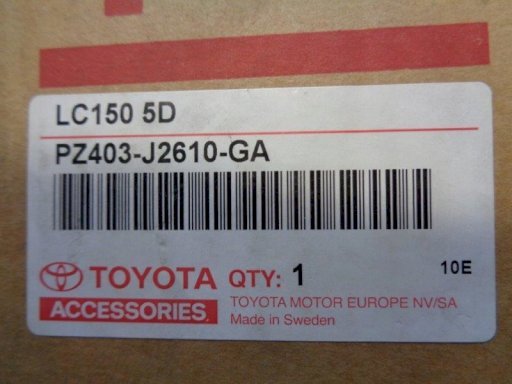 LC150 5D
PZ403-J2610-GA
TOYOTA QTY: 1 10E
ACCESSORIES. TOYOTA MOTOR EUROPE NV/SA
Made in Sweden